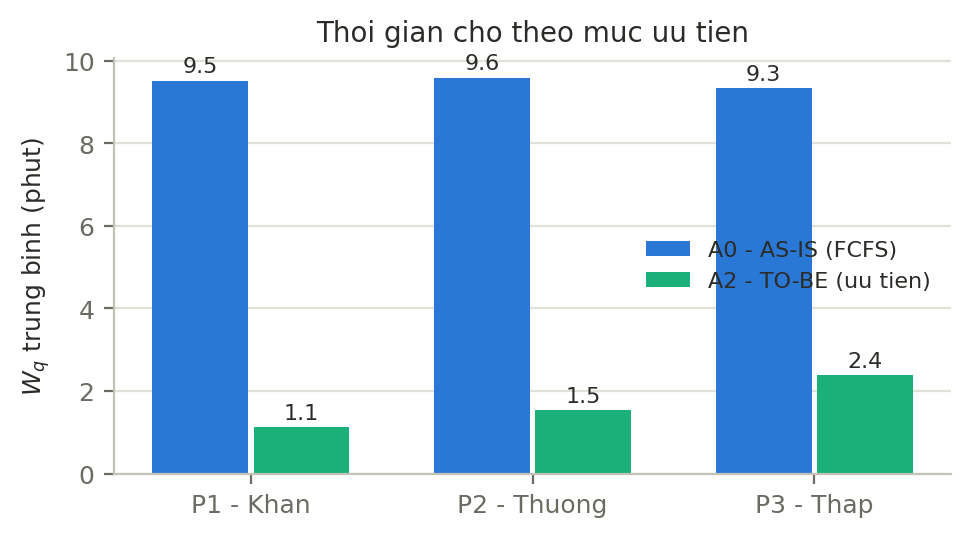 Thoi gian cho theo muc uu tien
Wq trung binh (phut)
10
8
6
4
2
0
9.5
1.1
9.6
1.5
9.3
2.4
A0 - AS-IS (FCFS)
A2 - TO-BE (uu tien)
P1 - Khan
P2 - Thuong
P3 - Thap